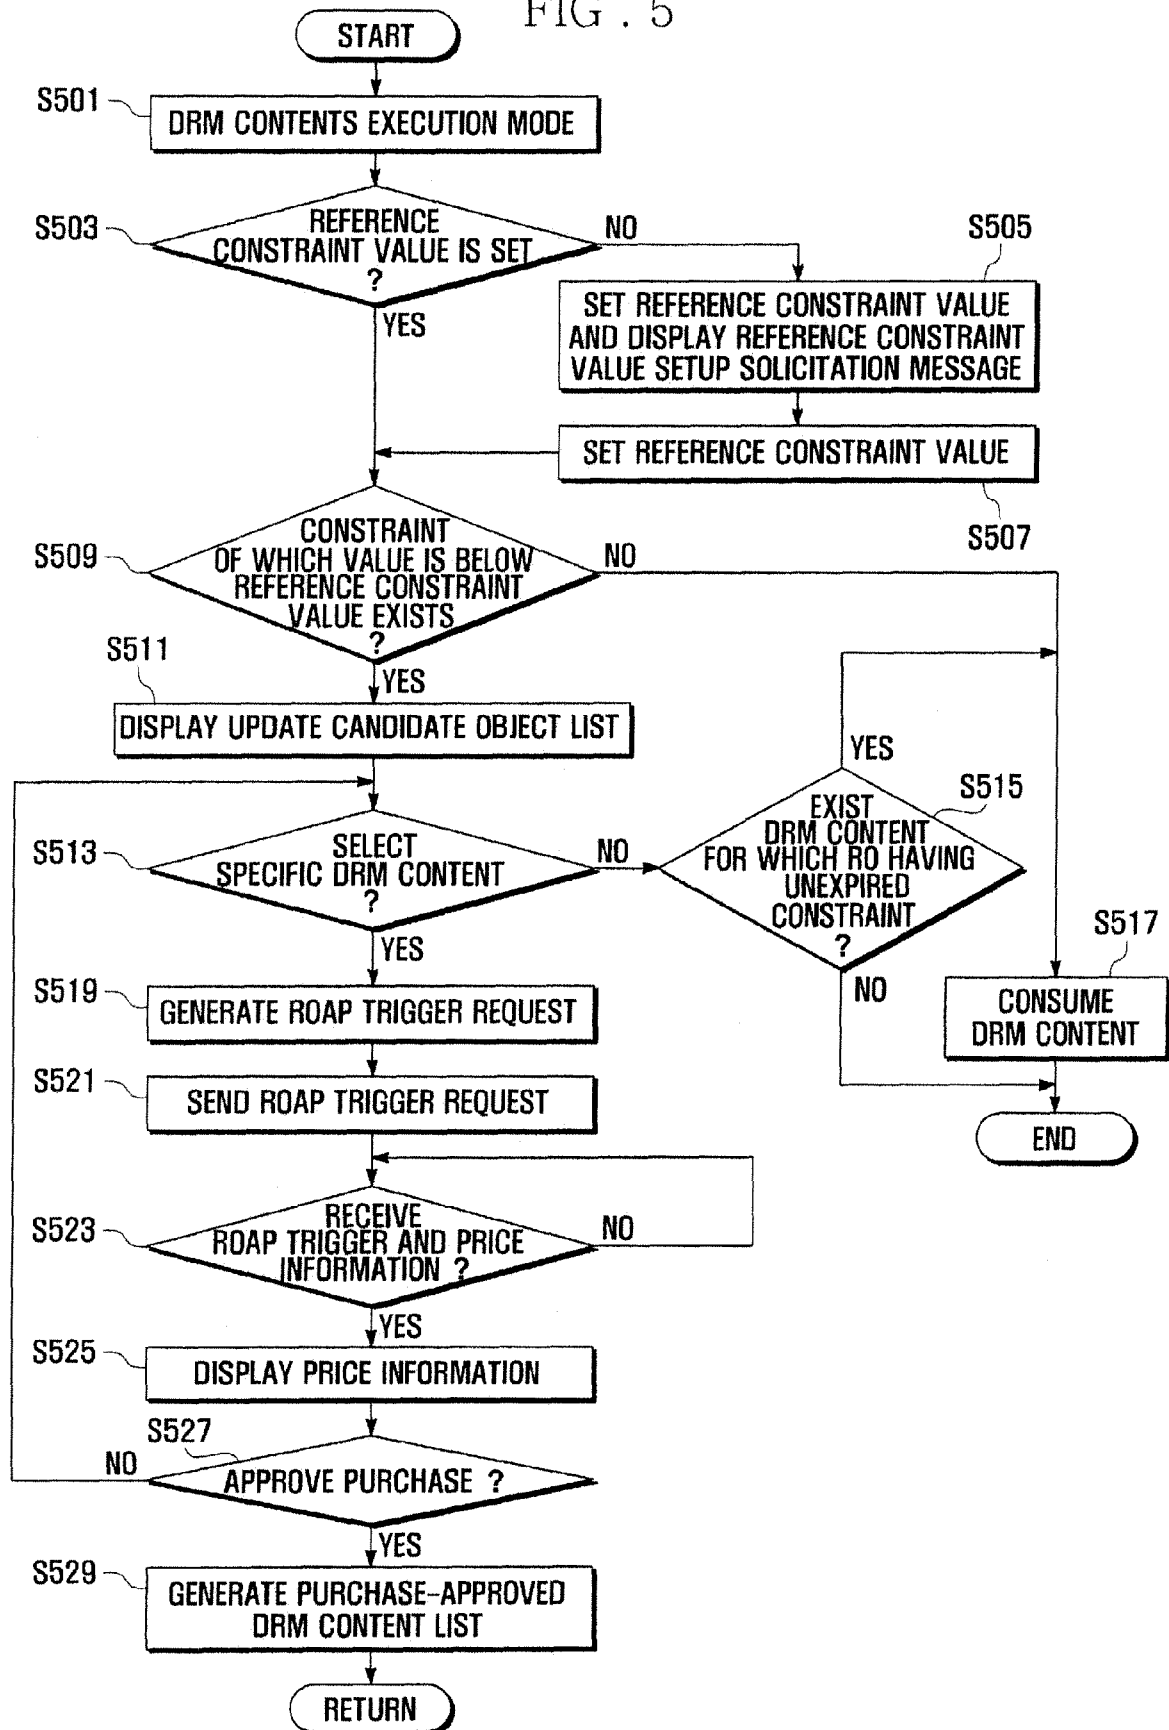 FIG . 5
START
S501
DRM CONTENTS EXECUTION MODE
S503
REFERENCE
CONSTRAINT VALUE IS SET
?
NO
YES
S505
SET REFERENCE CONSTRAINT VALUE
AND DISPLAY REFERENCE CONSTRAINT
VALUE SETUP SOLICITATION MESSAGE
SET REFERENCE CONSTRAINT VALUE
S507
S509
CONSTRAINT
OF WHICH VALUE IS BELOW
REFERENCE CONSTRAINT
VALUE EXISTS
?
NO
YES
S511
DISPLAY UPDATE CANDIDATE OBJECT LIST
S513
SELECT
SPECIFIC DRM CONTENT
?
NO
YES
YES
S515
EXIST
DRM CONTENT
FOR WHICH RO HAVING
UNEXPIRED
CONSTRAINT
?
NO
S517
CONSUME
DRM CONTENT
END
S519
GENERATE ROAP TRIGGER REQUEST
S521
SEND ROAP TRIGGER REQUEST
S523
RECEIVE
ROAP TRIGGER AND PRICE
INFORMATION ?
NO
YES
S525
DISPLAY PRICE INFORMATION
S527
NO
APPROVE PURCHASE ?
YES
S529
GENERATE PURCHASE-APPROVED
DRM CONTENT LIST
RETURN